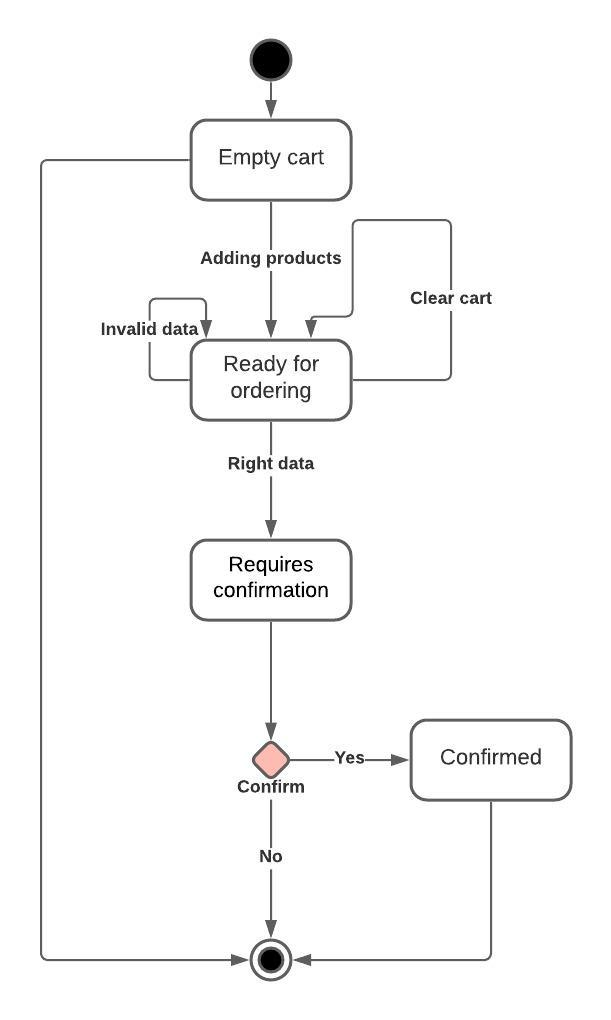 Empty cart
Adding products
Clear cart
Invalid data
Ready for
ordering
Right data
Requires
confirmation
Yes
Confirmed
Confirm
No